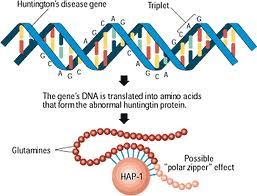 Huntington's disease gene
Triplet
C A G
The gene's DNA is translated into amino acids
that form the abnormal huntingtin protein.
Glutamines
Possible
"polar zipper" effect
HAP-1